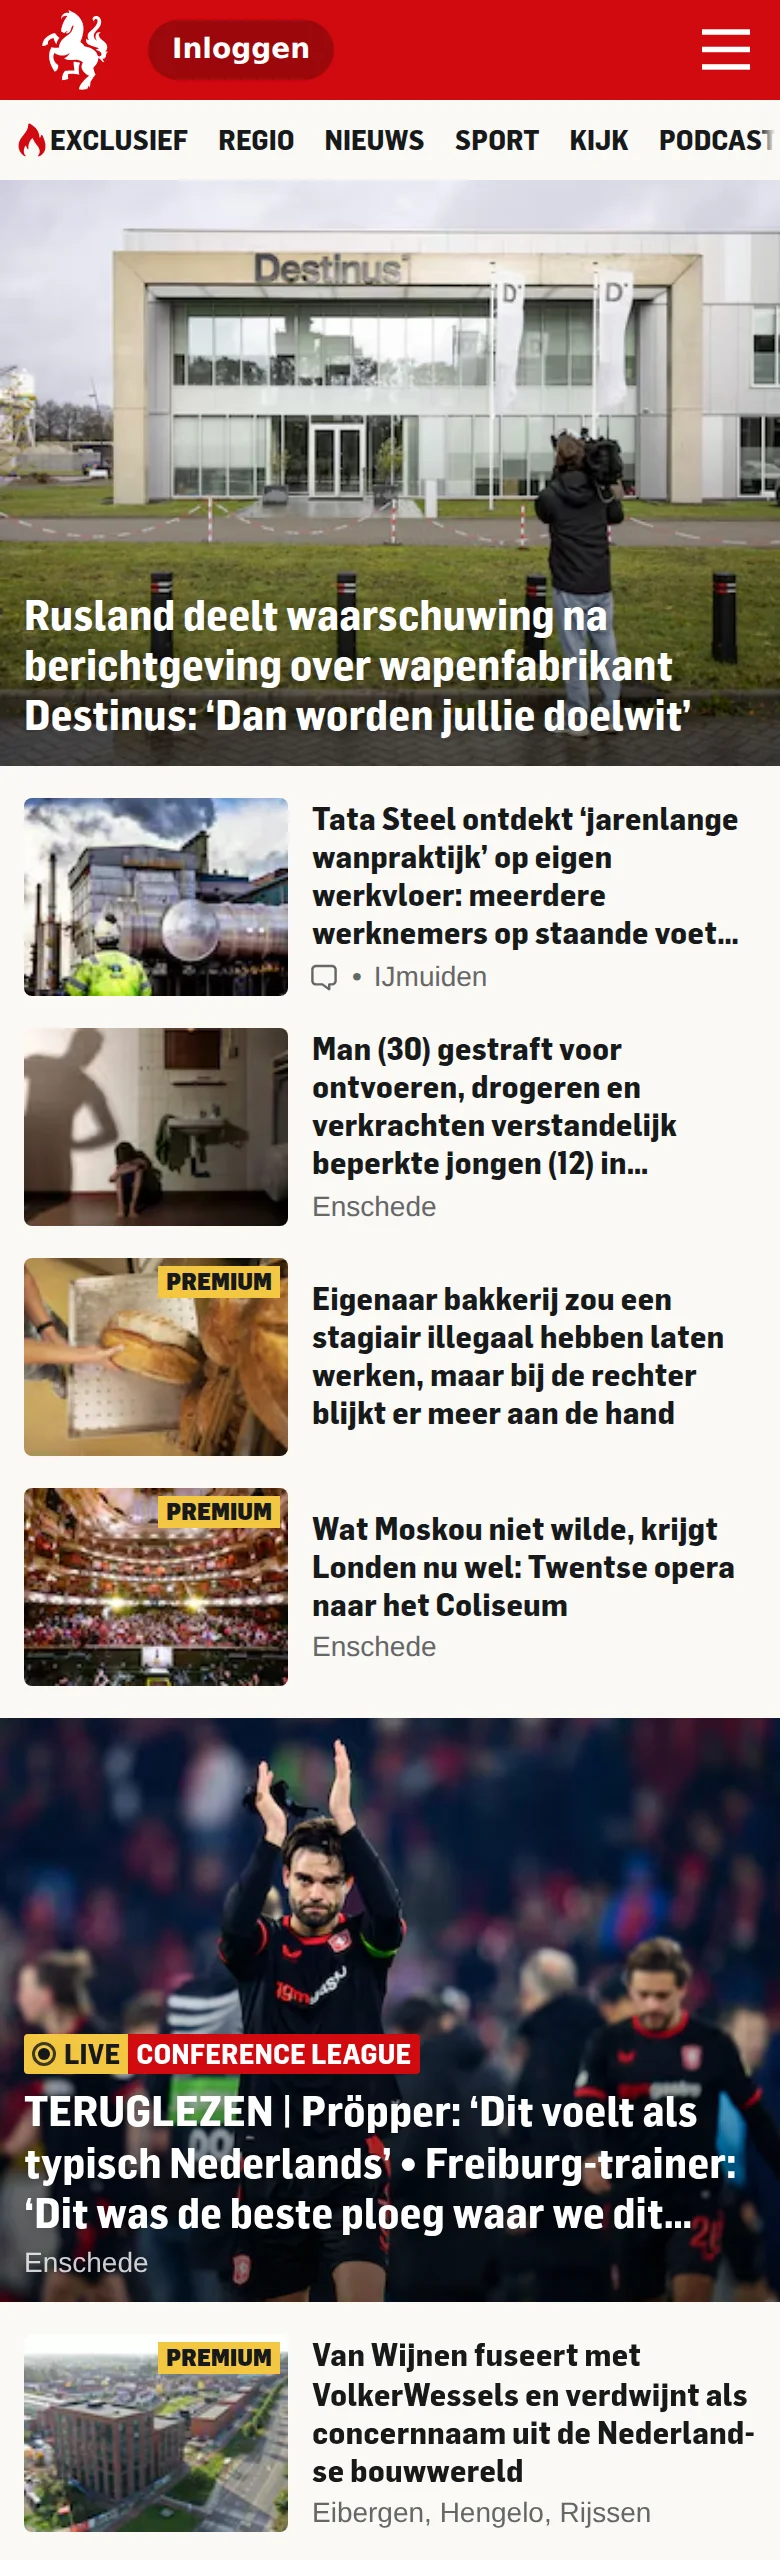 Inloggen
EXCLUSIEF REGIO NIEUWS SPORT KIJK PODCAST
Destinus
D D
Rusland deelt waarschuwing na
berichtgeving over wapenfabrikant
Destinus: ‘Dan worden jullie doelwit’
Tata Steel ontdekt ‘jarenlange
wanpraktijk’ op eigen
werkvloer: meerdere
werknemers op staande voet...
• IJmuiden
Man (30) gestraft voor
ontvoeren, drogeren en
verkrachten verstandelijk
beperkte jongen (12) in...
Enschede
PREMIUM
Eigenaar bakkerij zou een
stagiair illegaal hebben laten
werken, maar bij de rechter
blijkt er meer aan de hand
PREMIUM
Wat Moskou niet wilde, krijgt
Londen nu wel: Twentse opera
naar het Coliseum
Enschede
LIVE CONFERENCE LEAGUE
TERUGLEZEN | Pröpper: ‘Dit voelt als
typisch Nederlands’ • Freiburg-trainer:
‘Dit was de beste ploeg waar we dit...
Enschede
PREMIUM
Van Wijnen fuseert met
VolkerWessels en verdwijnt als
concernnaam uit de Nederland-
se bouwwereld
Eibergen, Hengelo, Rijssen